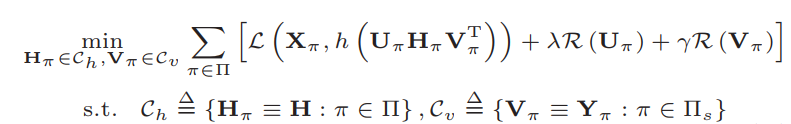 min_{H_π∈C_h, V_π∈C_v} ∑_{π∈Π} [ℒ (X_π, h (U_π H_π V_π^T)) + λℛ (U_π) + γℛ (V_π)]
s.t. C_h ≜ {H_π ≡ H : π ∈ Π} , C_v ≜ {V_π ≡ Y_π : π ∈ Π_s}